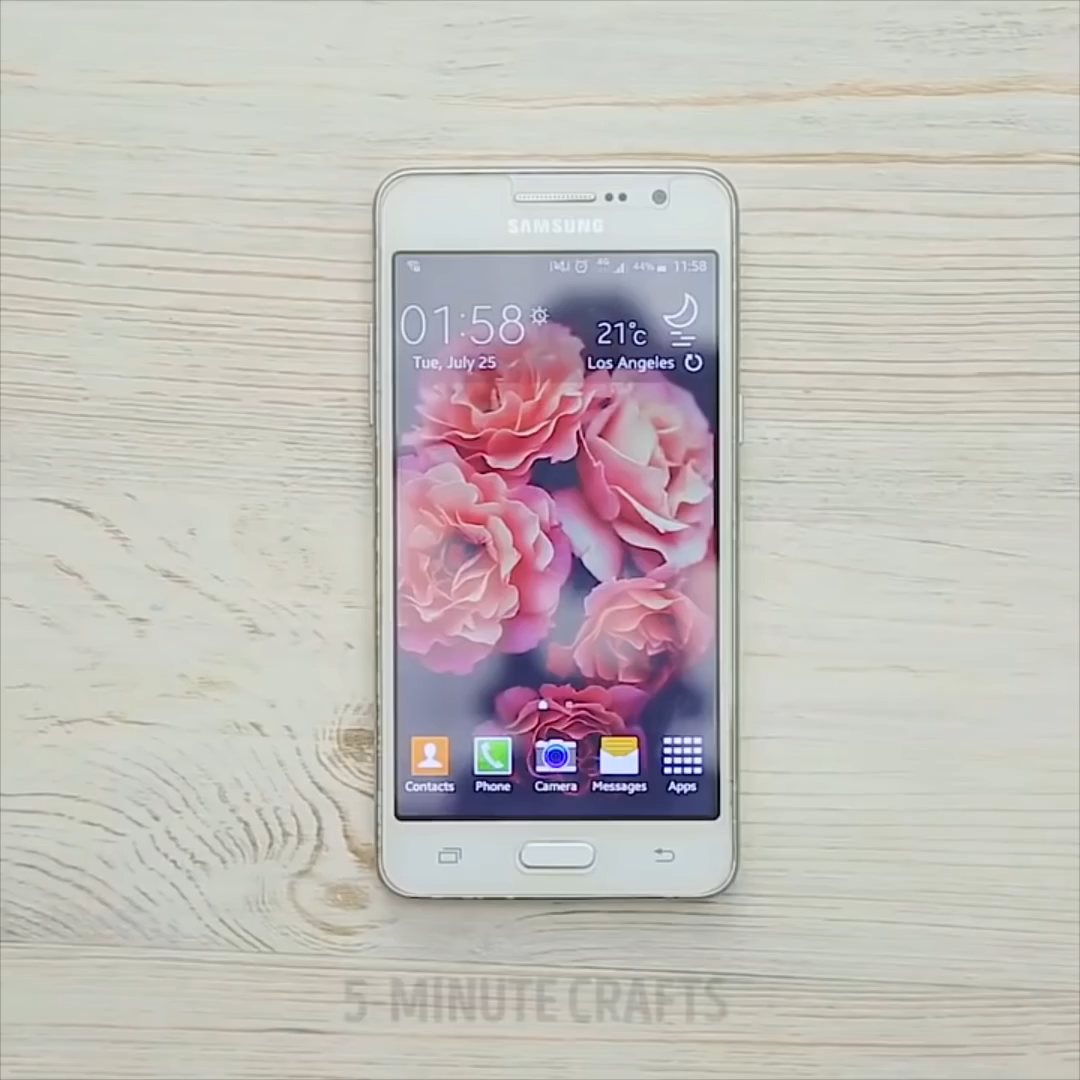 SAMSUNG
4G 44% 11:58
01:58 21°c
Tue, July 25 Los Angeles
Contacts Phone Camera Messages Apps
5-MINUTE CRAFTS